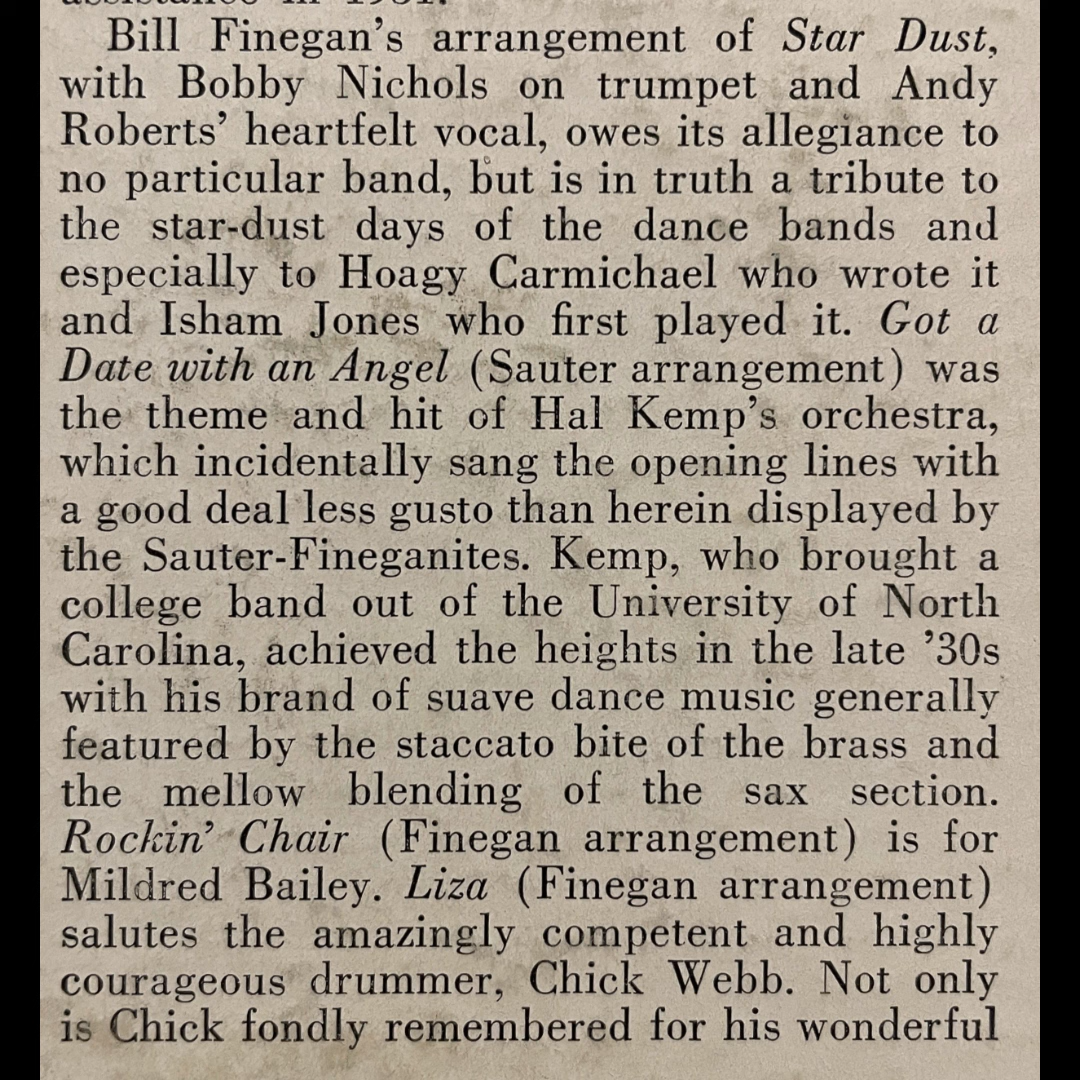 assistance in 1951.
Bill Finegan’s arrangement of Star Dust,
with Bobby Nichols on trumpet and Andy
Roberts’ heartfelt vocal, owes its allegiance to
no particular band, but is in truth a tribute to
the star-dust days of the dance bands and
especially to Hoagy Carmichael who wrote it
and Isham Jones who first played it. Got a
Date with an Angel (Sauter arrangement) was
the theme and hit of Hal Kemp’s orchestra,
which incidentally sang the opening lines with
a good deal less gusto than herein displayed by
the Sauter-Fineganites. Kemp, who brought a
college band out of the University of North
Carolina, achieved the heights in the late ’30s
with his brand of suave dance music generally
featured by the staccato bite of the brass and
the mellow blending of the sax section.
Rockin’ Chair (Finegan arrangement) is for
Mildred Bailey. Liza (Finegan arrangement)
salutes the amazingly competent and highly
courageous drummer, Chick Webb. Not only
is Chick fondly remembered for his wonderful